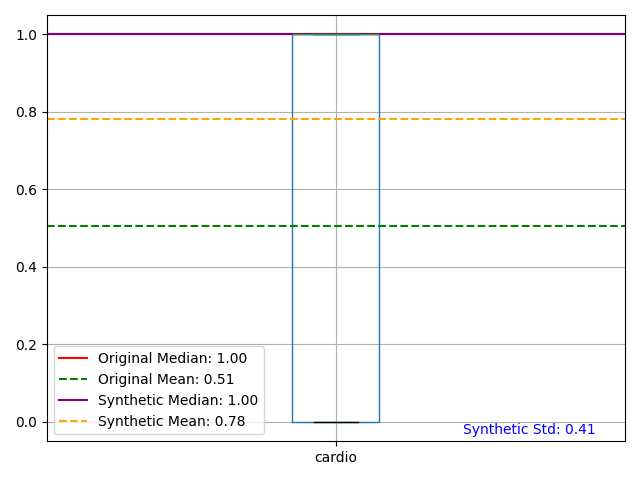 1.0
0.8
0.6
0.4
0.2
0.0
Original Median: 1.00
Original Mean: 0.51
Synthetic Median: 1.00
Synthetic Mean: 0.78
Synthetic Std: 0.41
cardio